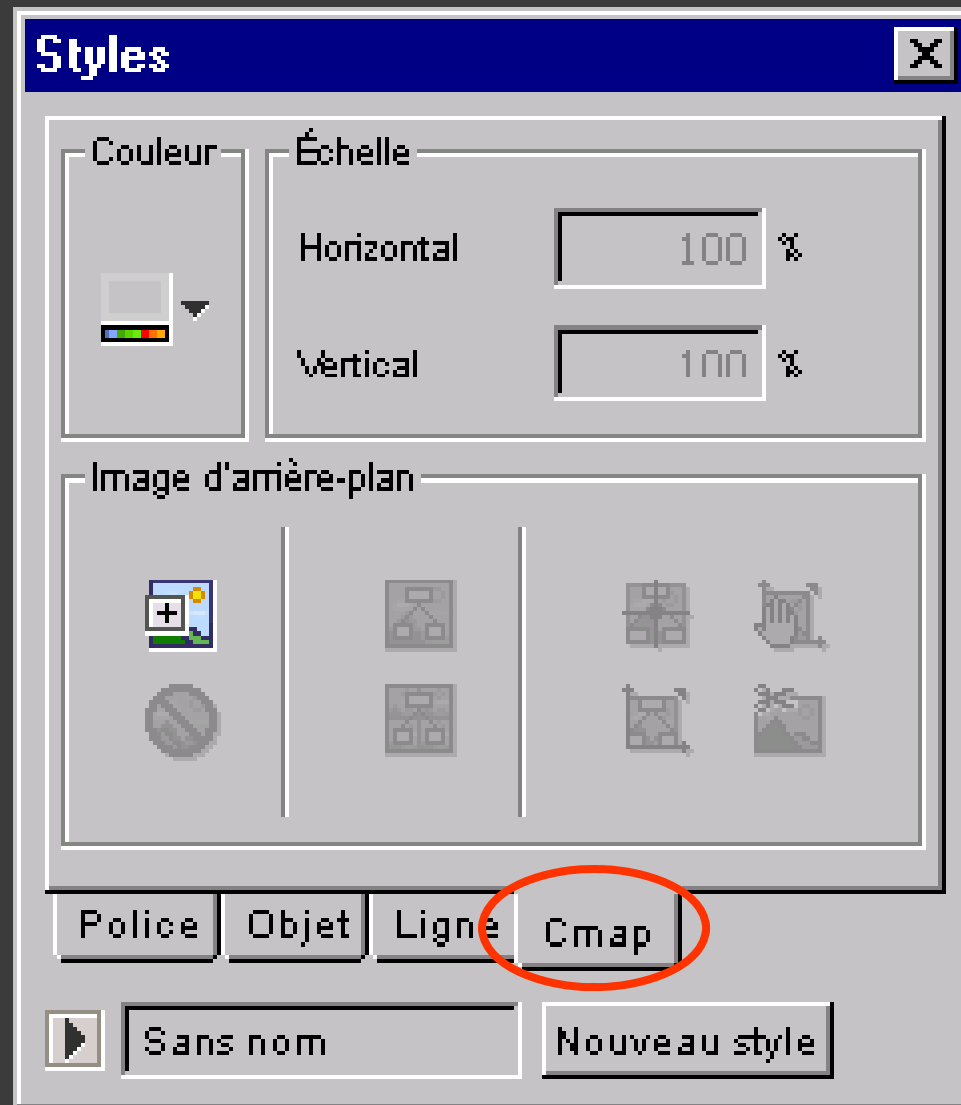 Styles
Couleur
Échelle
Horizontal 100 %
Vertical 100 %
Image d'arrière-plan
Police Objet Ligne Cmap
Sans nom Nouveau style